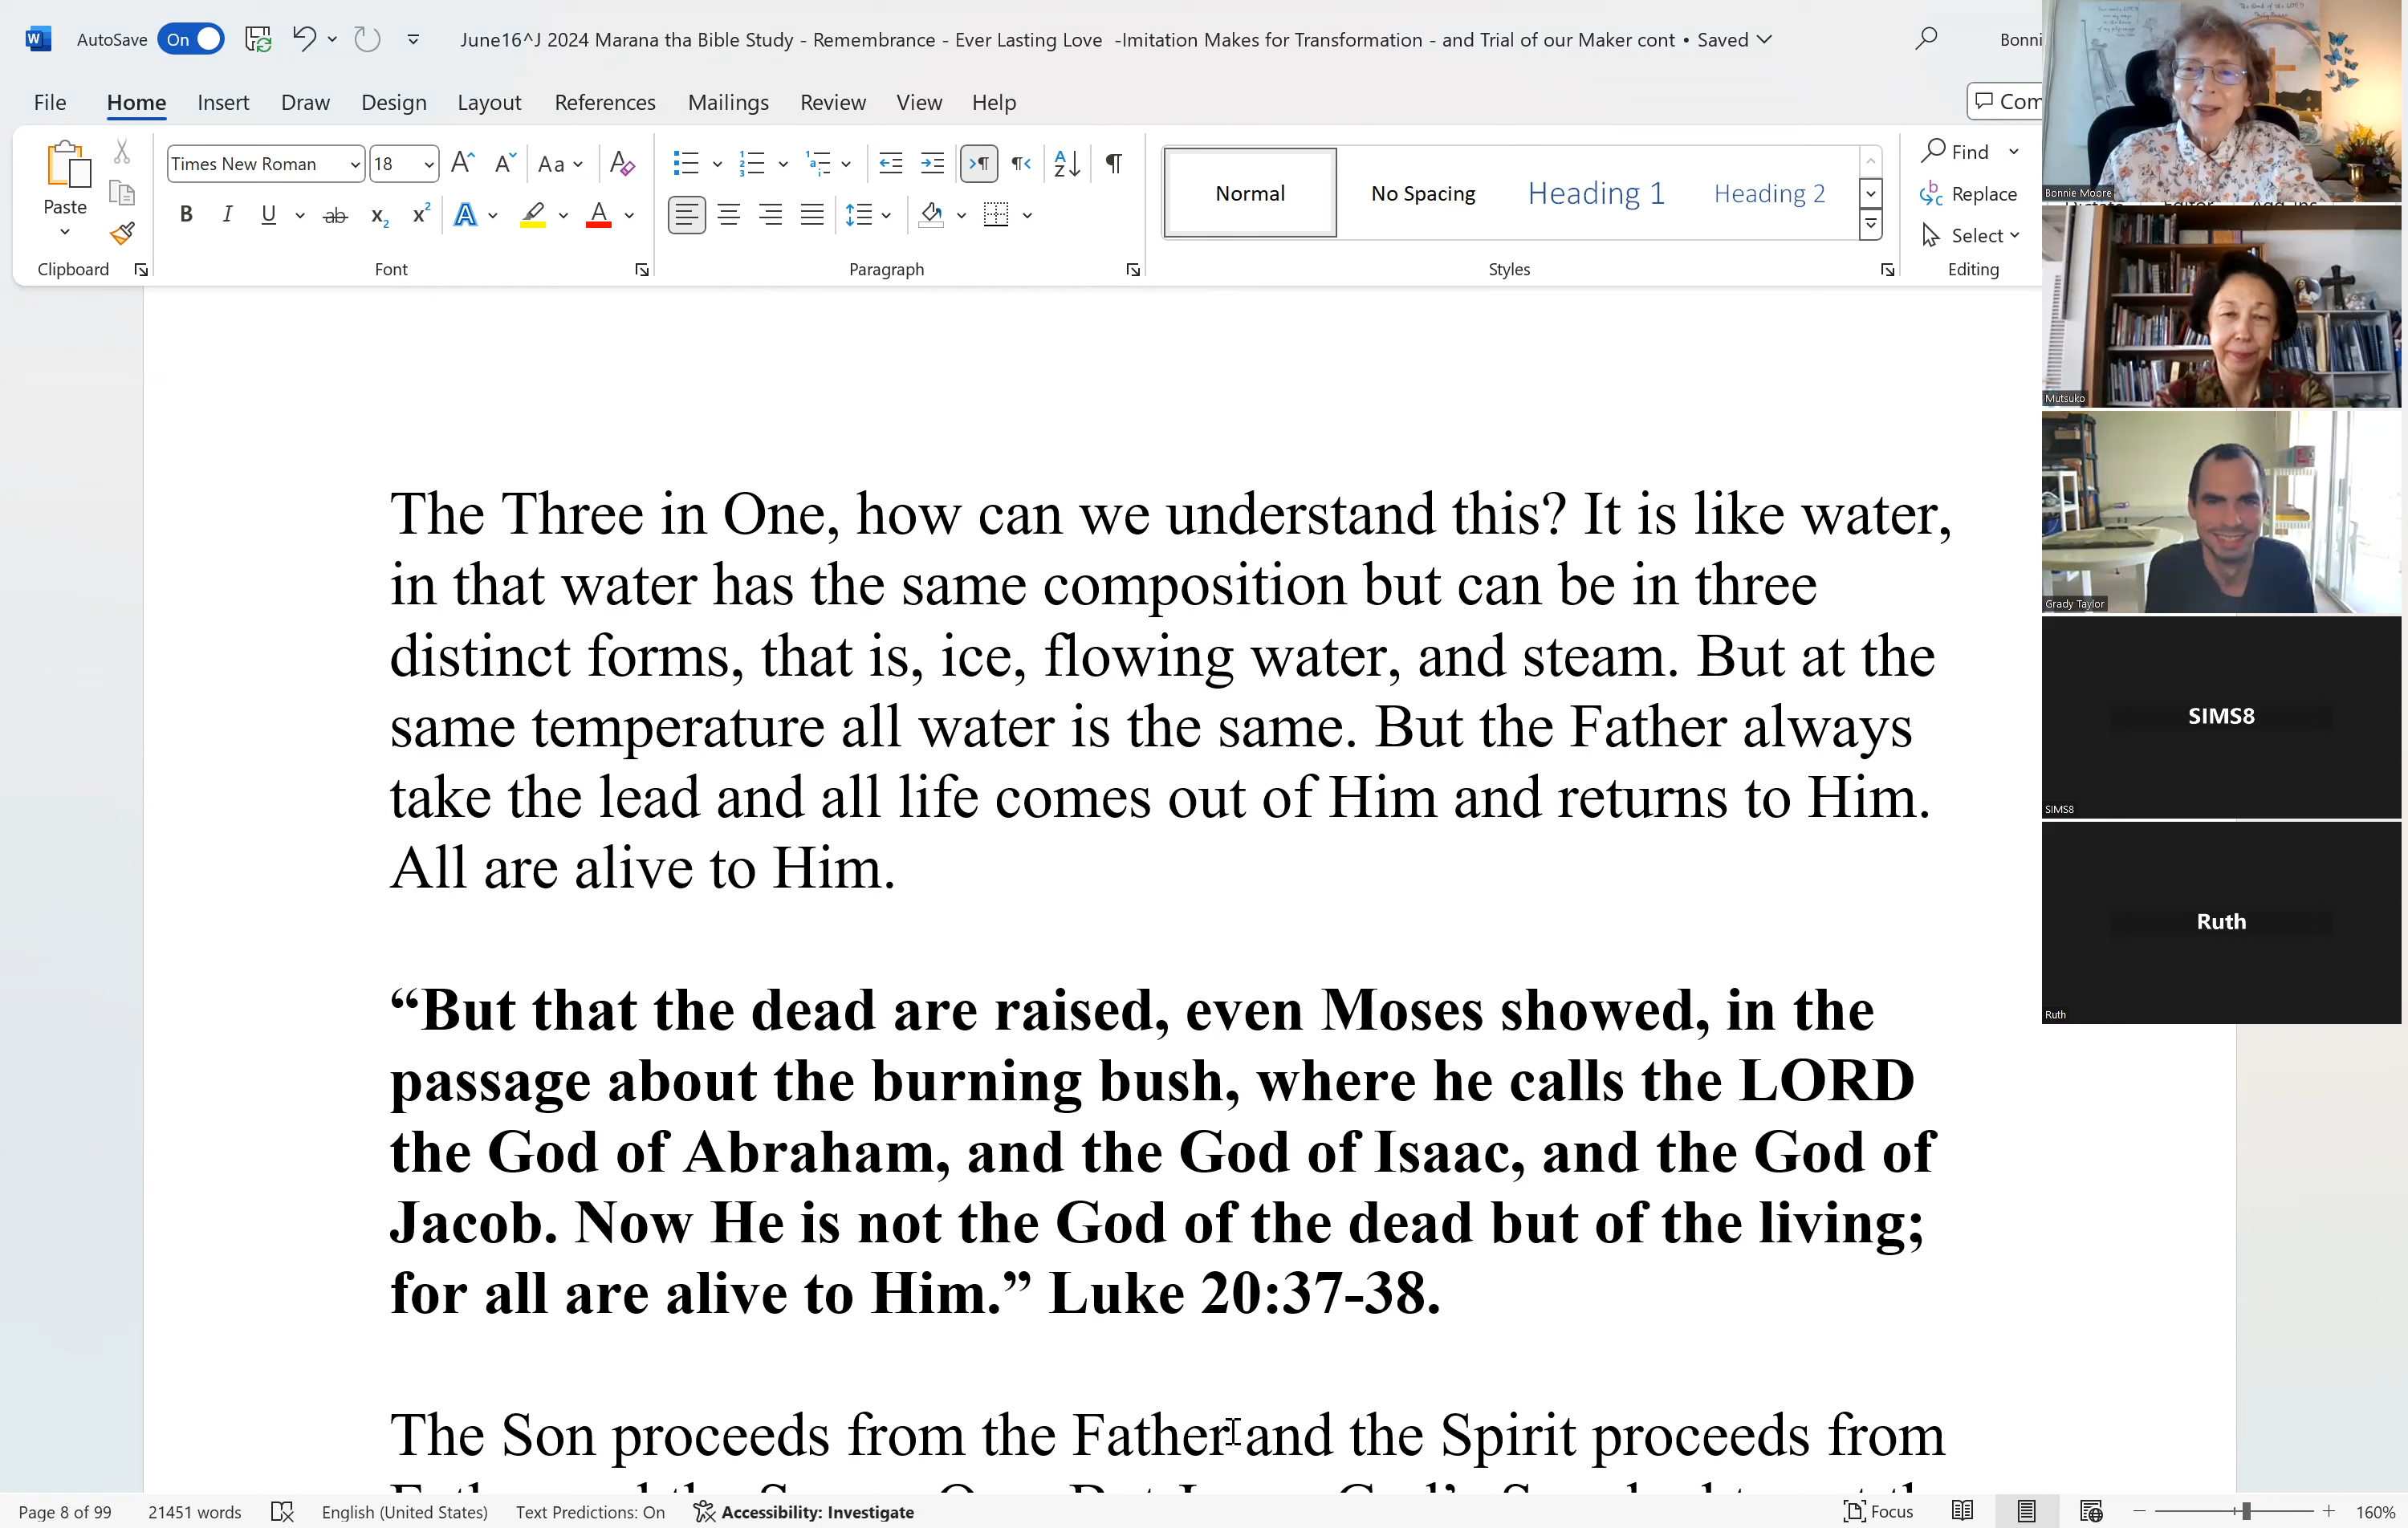 AutoSave On June16^J 2024 Marana tha Bible Study - Remembrance - Ever Lasting Love -Imitation Makes for Transformation - and Trial of our Maker cont • Saved Bonni
File Home Insert Draw Design Layout References Mailings Review View Help Com
Times New Roman 18
Paste
Clipboard Font Paragraph
Normal No Spacing Heading 1 Heading 2
Styles
Find
Replace
Select
Editing
Bonnie Moore
Mutsuko
Grady Taylor
SIMS8
SIMS8
Ruth
Ruth
The Three in One, how can we understand this? It is like water,
in that water has the same composition but can be in three
distinct forms, that is, ice, flowing water, and steam. But at the
same temperature all water is the same. But the Father always
take the lead and all life comes out of Him and returns to Him.
All are alive to Him.
“But that the dead are raised, even Moses showed, in the
passage about the burning bush, where he calls the LORD
the God of Abraham, and the God of Isaac, and the God of
Jacob. Now He is not the God of the dead but of the living;
for all are alive to Him.” Luke 20:37-38.
The Son proceeds from the Father and the Spirit proceeds from
Page 8 of 99 21451 words English (United States) Text Predictions: On Accessibility: Investigate Focus 160%